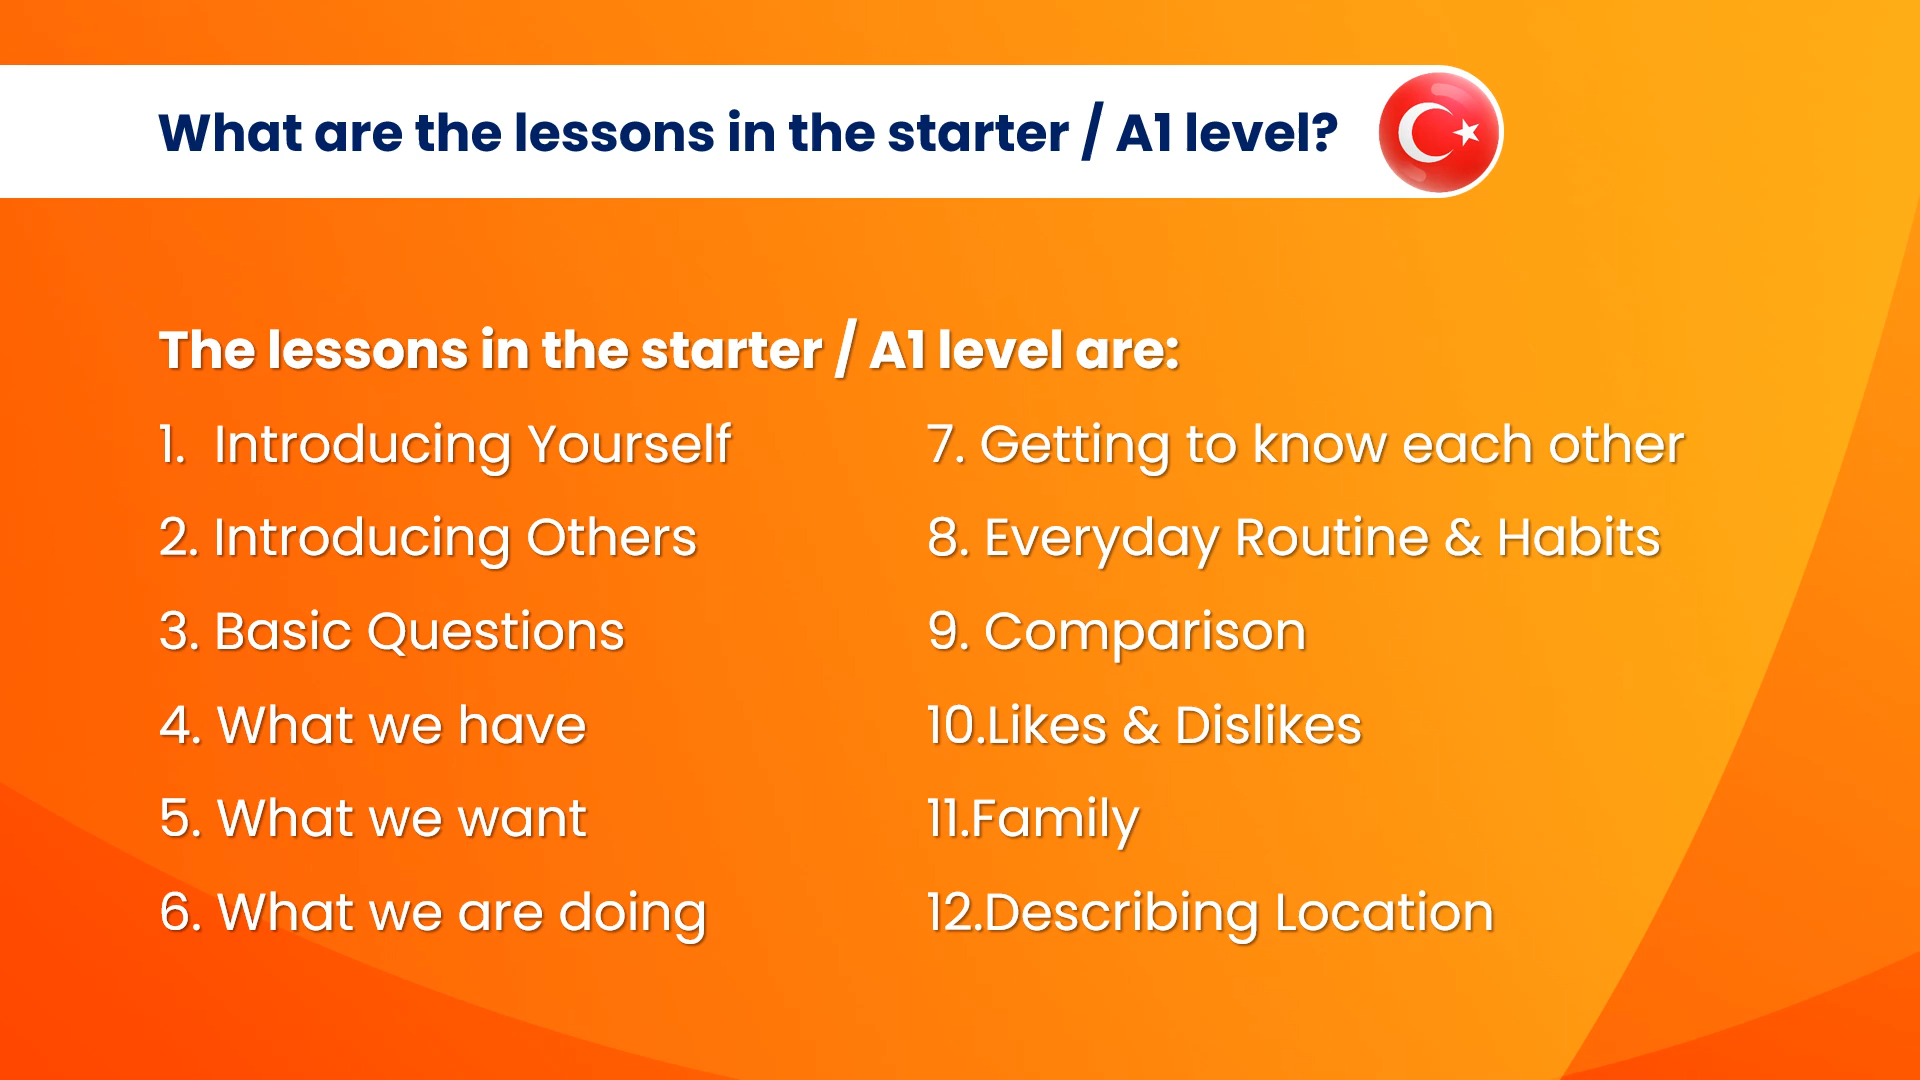 What are the lessons in the starter / A1 level?
The lessons in the starter / A1 level are:
1. Introducing Yourself
2. Introducing Others
3. Basic Questions
4. What we have
5. What we want
6. What we are doing
7. Getting to know each other
8. Everyday Routine & Habits
9. Comparison
10.Likes & Dislikes
11.Family
12.Describing Location